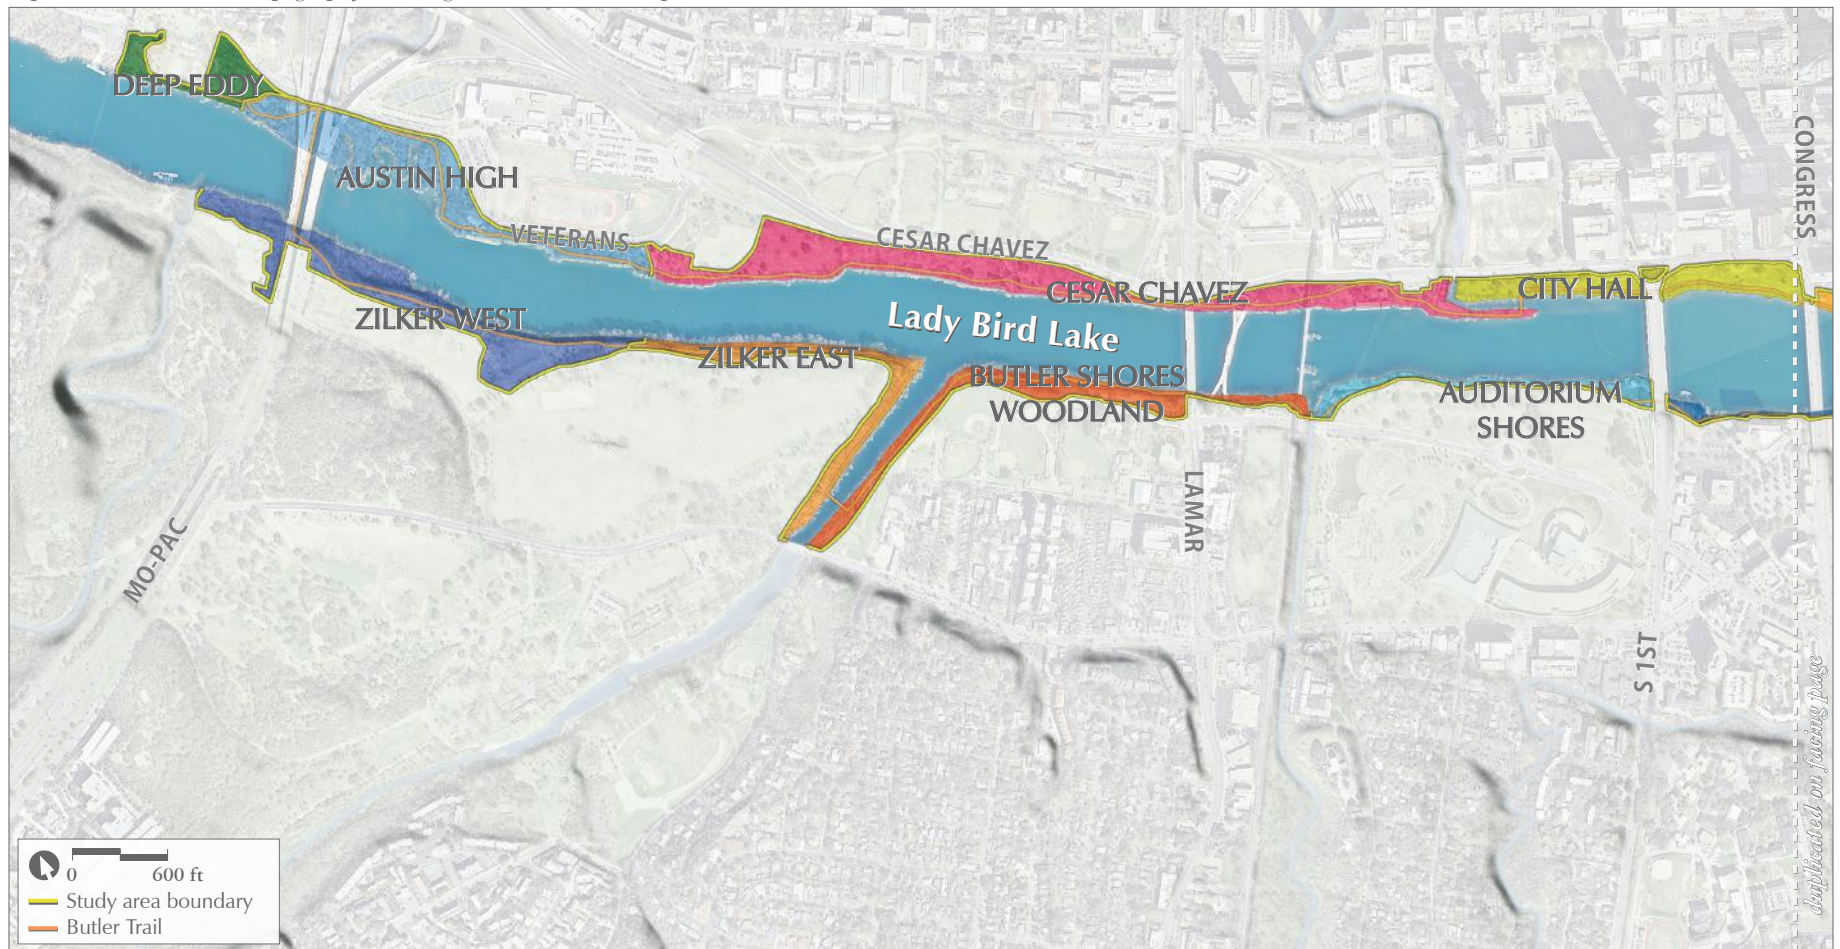 DEEP EDDY
AUSTIN HIGH
VETERANS
CESAR CHAVEZ
CONGRESS
CESAR CHAVEZ
CITY HALL
Lady Bird Lake
ZILKER WEST
ZILKER EAST
BUTLER SHORES
WOODLAND
AUDITORIUM
SHORES
LAMAR
MO-PAC
S 1ST
duplicated on facing page
0 600 ft
Study area boundary
Butler Trail